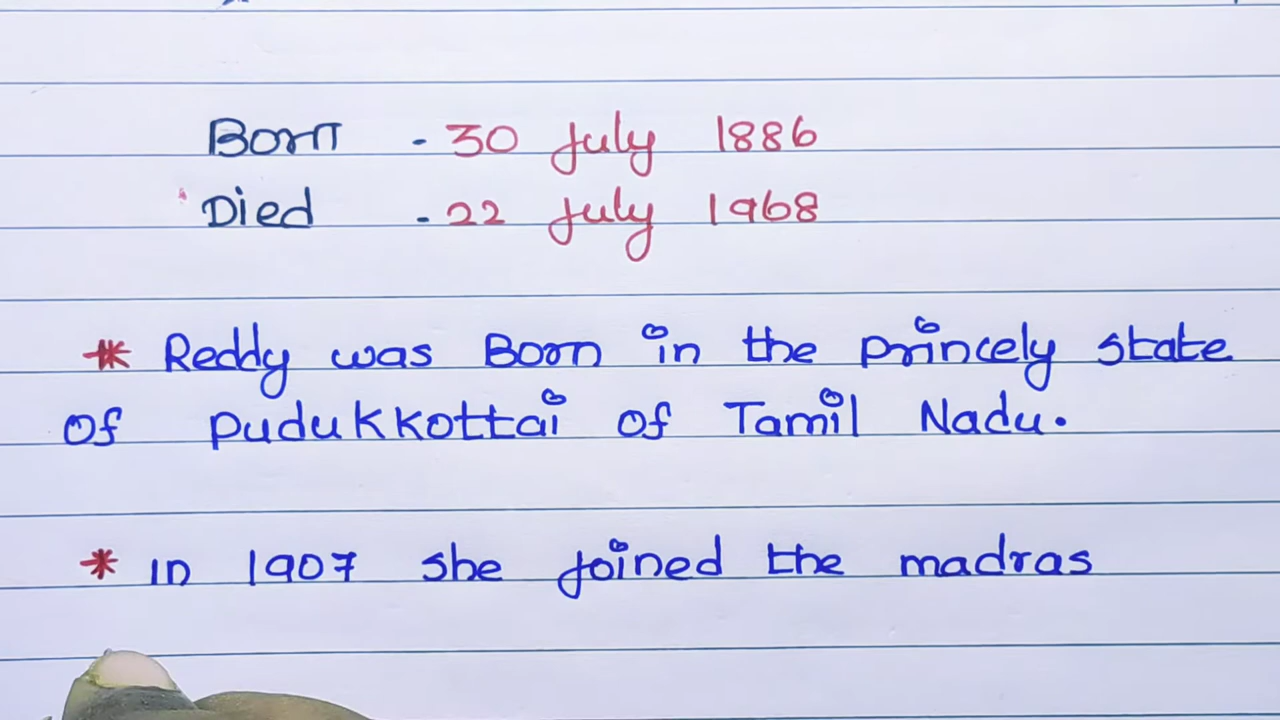 Born - 30 July 1886
Died - 22 July 1968
* Reddy was Born in the princely state
of pudukkottai of Tamil Nadu.
* In 1907 she joined the madras